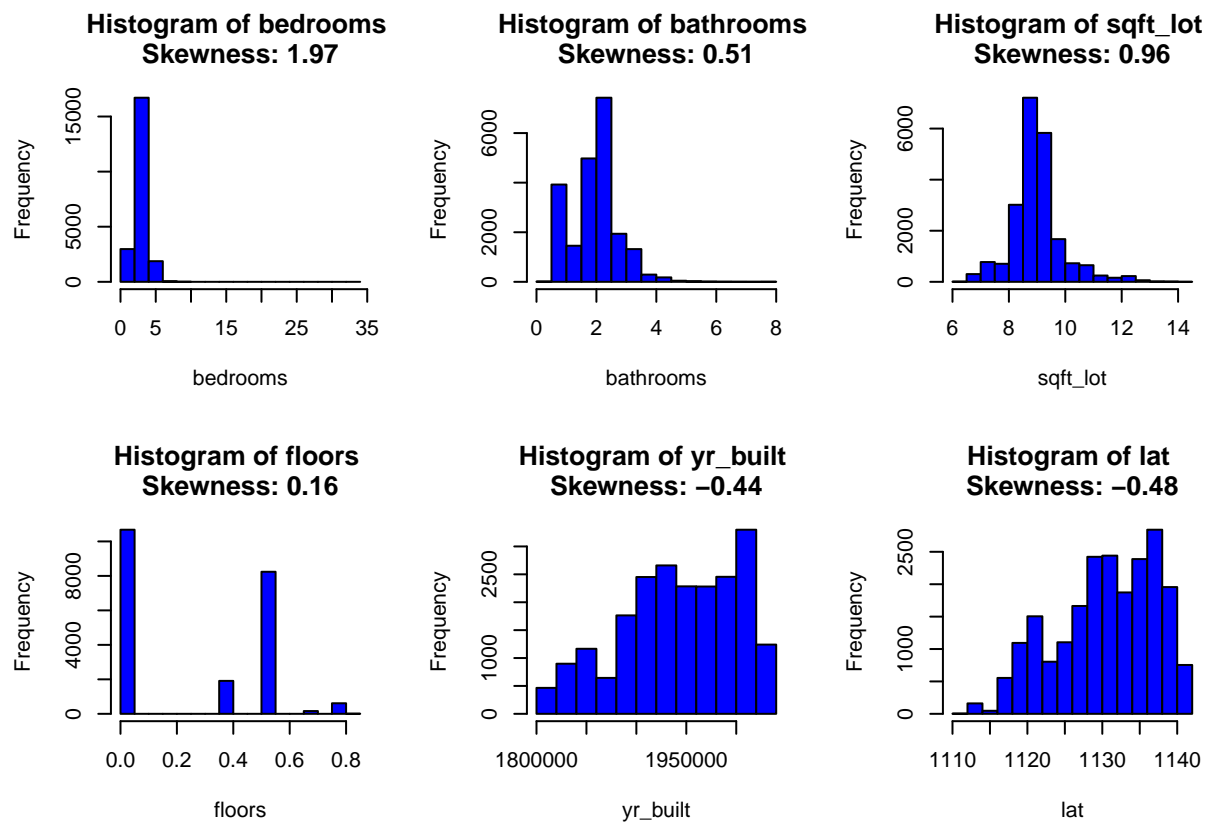 Histogram of bedrooms
Skewness: 1.97
Frequency
0 5000 15000
0 5 15 25 35
bedrooms
Histogram of bathrooms
Skewness: 0.51
Frequency
0 2000 6000
0 2 4 6 8
bathrooms
Histogram of sqft_lot
Skewness: 0.96
Frequency
0 2000 6000
6 8 10 12 14
sqft_lot
Histogram of floors
Skewness: 0.16
Frequency
0 4000 8000
0.0 0.2 0.4 0.6 0.8
floors
Histogram of yr_built
Skewness: −0.44
Frequency
0 1000 2500
1800000 1950000
yr_built
Histogram of lat
Skewness: −0.48
Frequency
0 1000 2500
1110 1120 1130 1140
lat